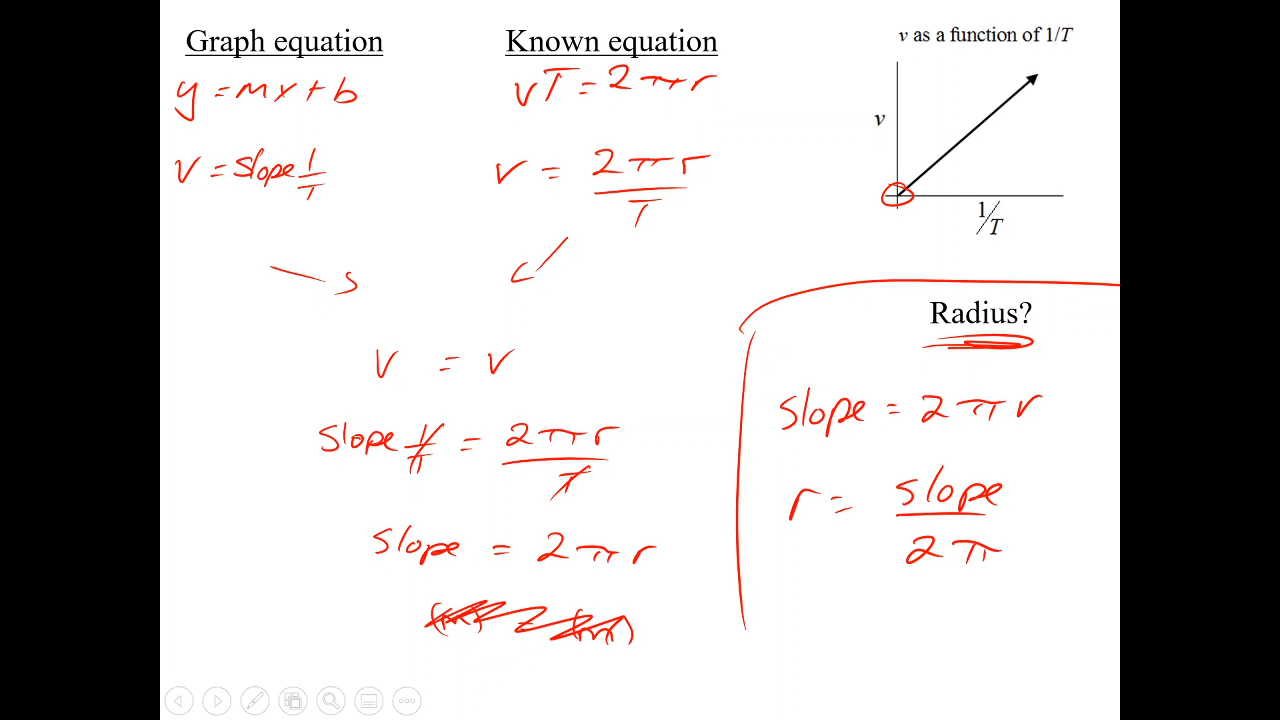 Graph equation
y = mx + b
v = slope 1/T
Known equation
vT = 2πr
v = 2πr/T
v as a function of 1/T
v
1/T
v = v
slope 1/T = 2πr/T
slope = 2πr
Radius?
slope = 2πr
r = slope/2π